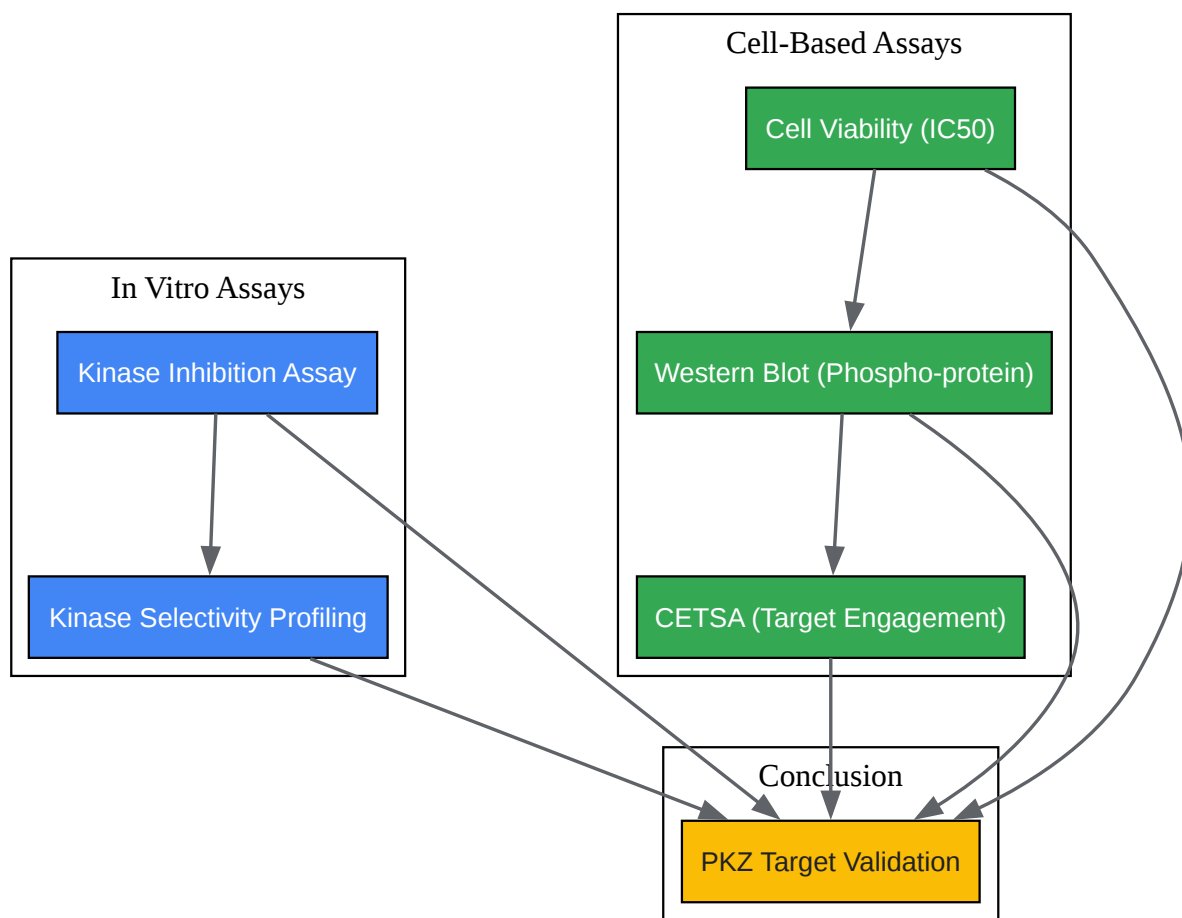 Cell-Based Assays
Cell Viability (IC50)
In Vitro Assays
Kinase Inhibition Assay
Western Blot (Phospho-protein)
Kinase Selectivity Profiling
CETSA (Target Engagement)
Conclusion
PKZ Target Validation